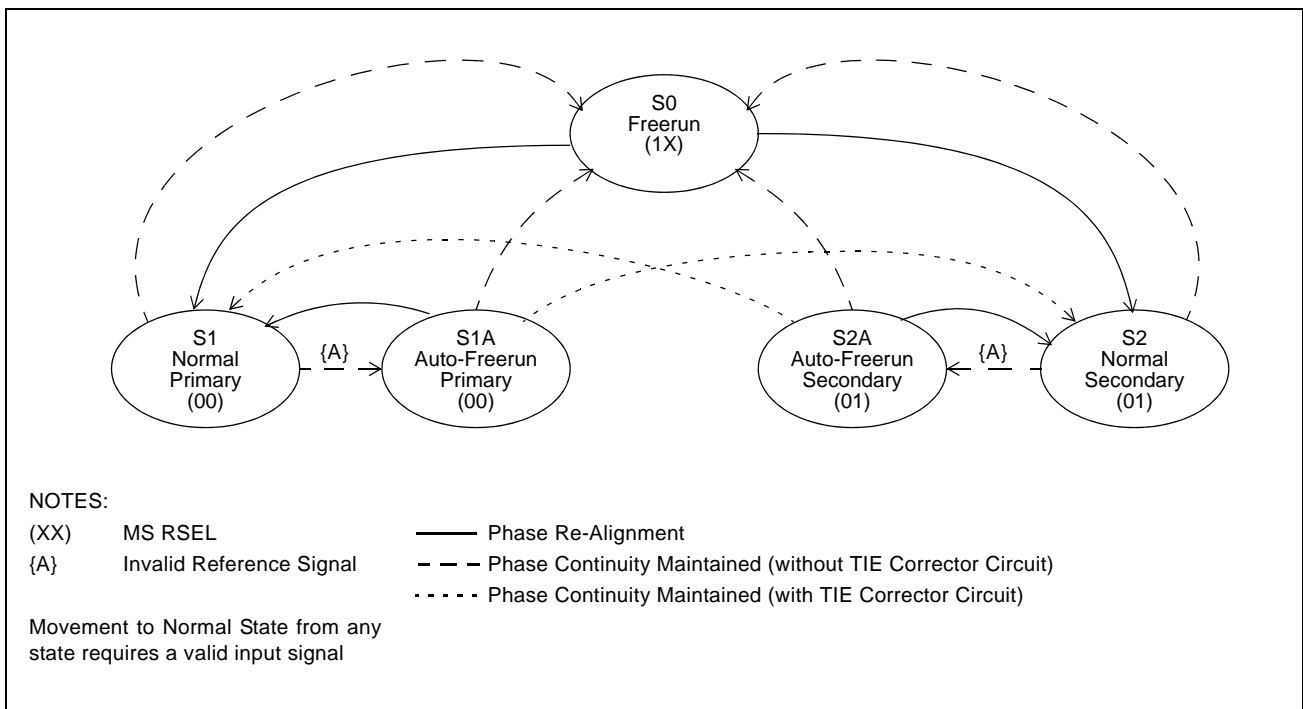 S0
Freerun
(1X)
S1
Normal
Primary
(00)
{A}
S1A
Auto-Freerun
Primary
(00)
S2A
Auto-Freerun
Secondary
(01)
{A}
S2
Normal
Secondary
(01)
NOTES:
(XX) MS RSEL
Phase Re-Alignment
{A} Invalid Reference Signal
Phase Continuity Maintained (without TIE Corrector Circuit)
Phase Continuity Maintained (with TIE Corrector Circuit)
Movement to Normal State from any
state requires a valid input signal